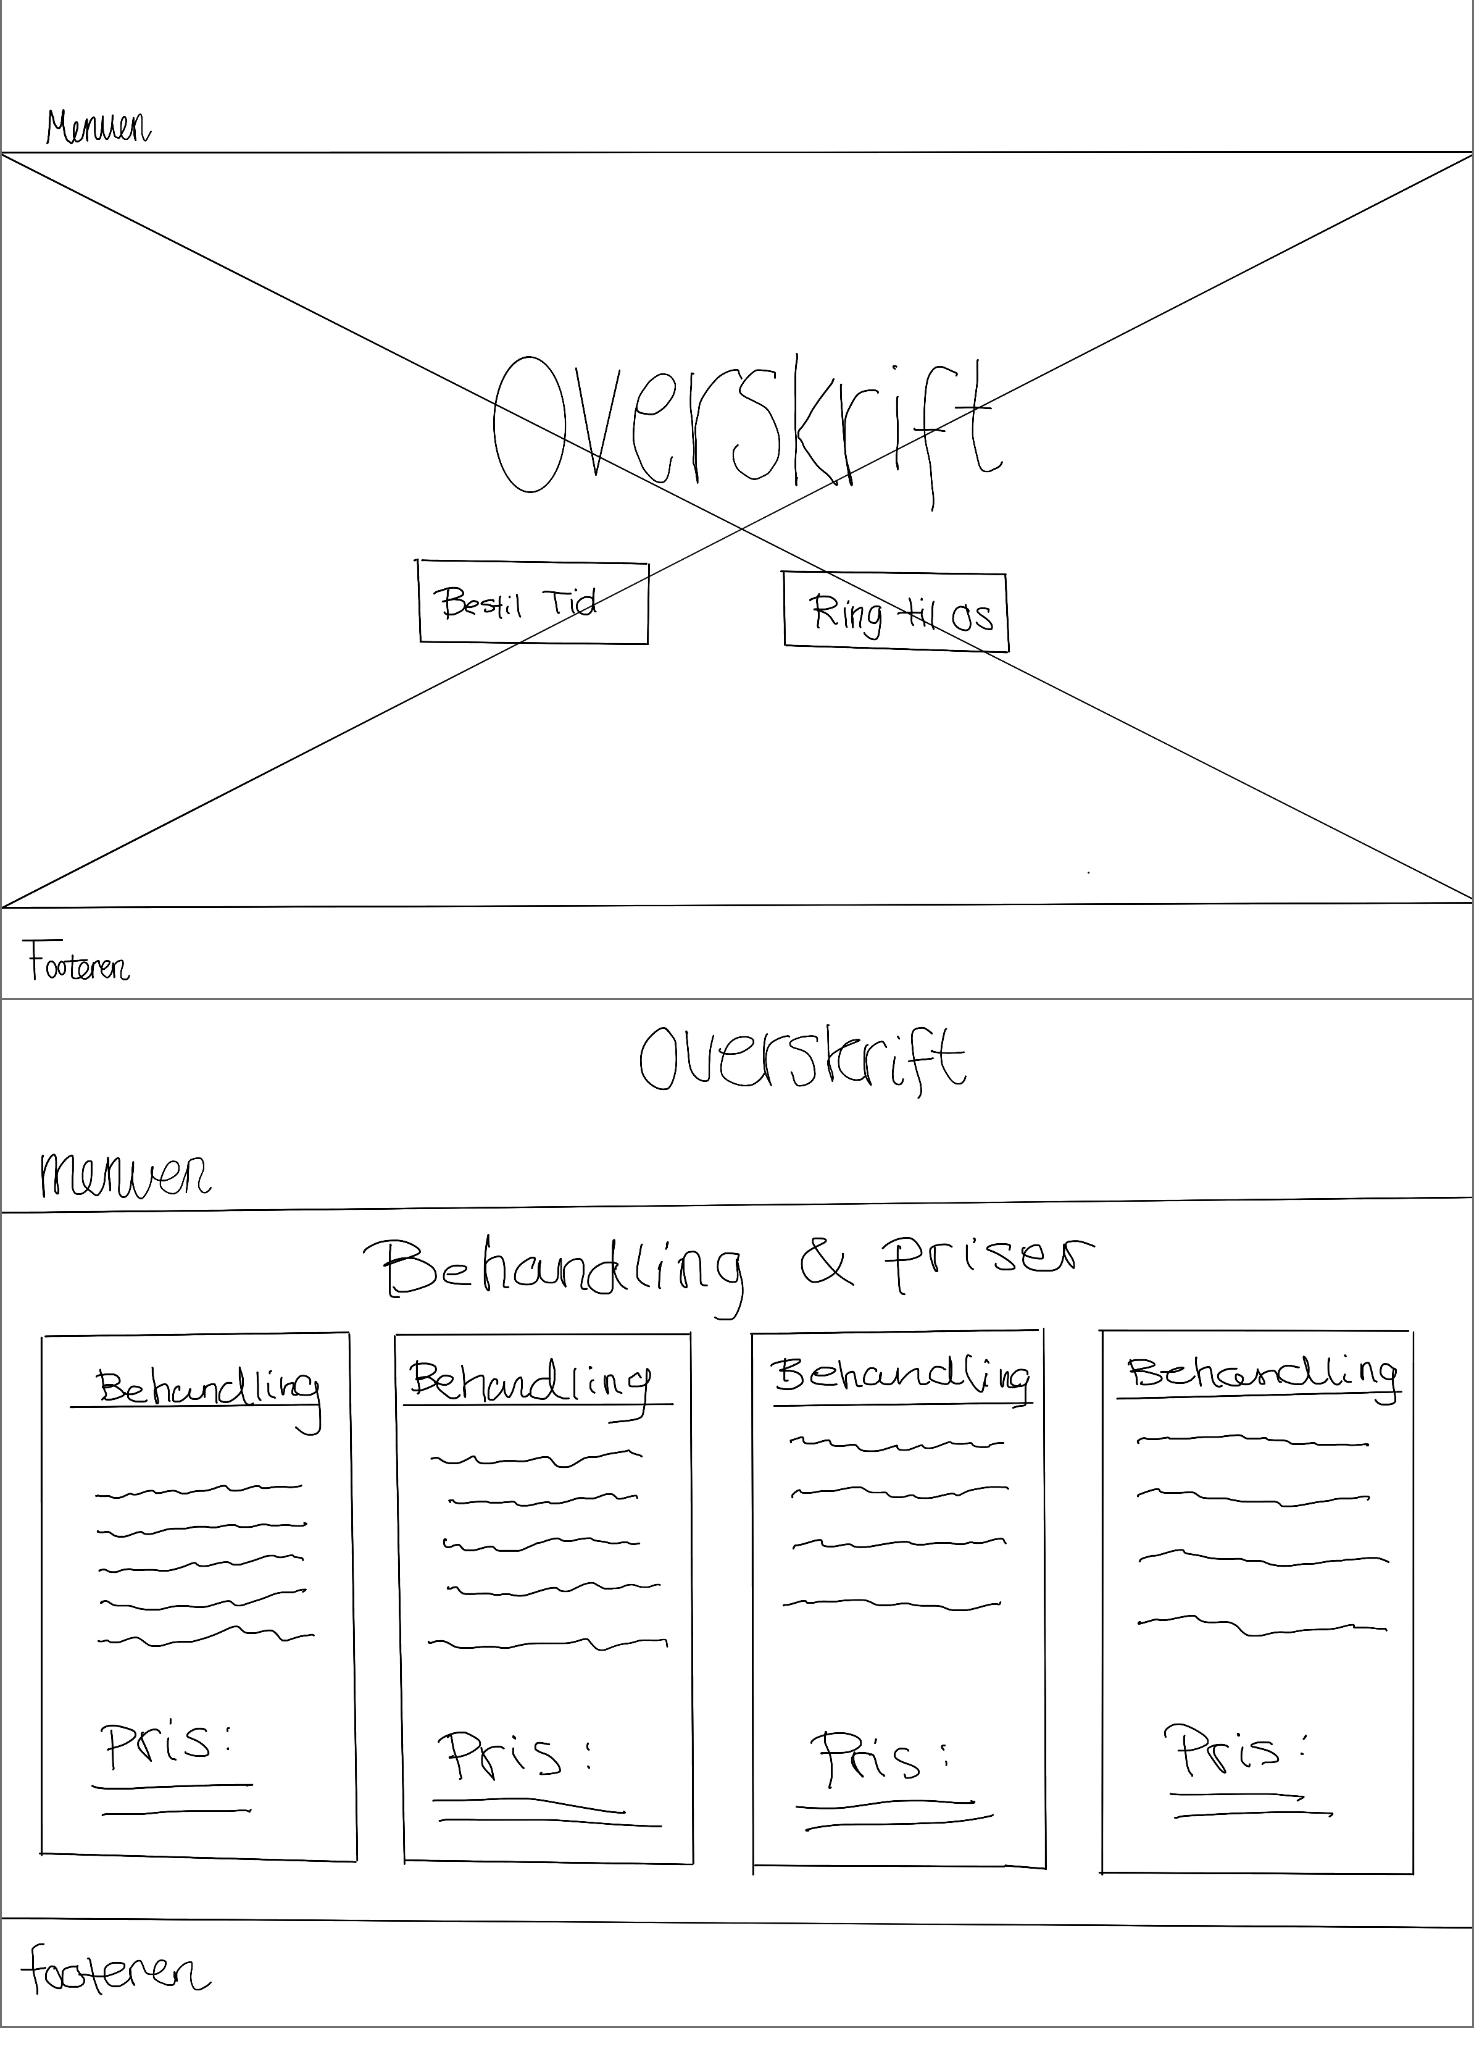 Menuen
Overskrift
Bestil Tid
Ring til os
Footeren
Overskrift
menuen
Behandling & priser
Behandling
Behandling
Behandling
Behandling
Pris:
Pris:
Pris:
Pris:
footeren